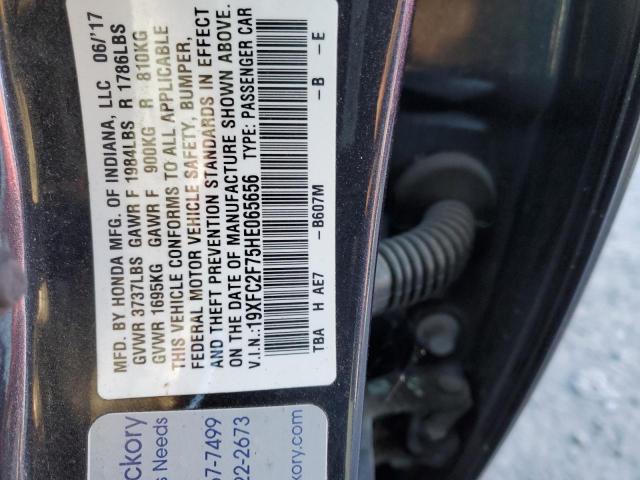 MFD. BY HONDA MFG. OF INDIANA, LLC 06/'17
GVWR 3737LBS GAWR F 1984LBS R 1786LBS
GVWR 1695KG GAWR F 900KG R 810KG
THIS VEHICLE CONFORMS TO ALL APPLICABLE
FEDERAL MOTOR VEHICLE SAFETY, BUMPER,
AND THEFT PREVENTION STANDARDS IN EFFECT
ON THE DATE OF MANUFACTURE SHOWN ABOVE.
V.I.N.:19XFC2F75HE065656 TYPE: PASSENGER CAR
TBA H AE7 -B607M -B -E
ckory
Needs
7-7499
22-2673
kory.com